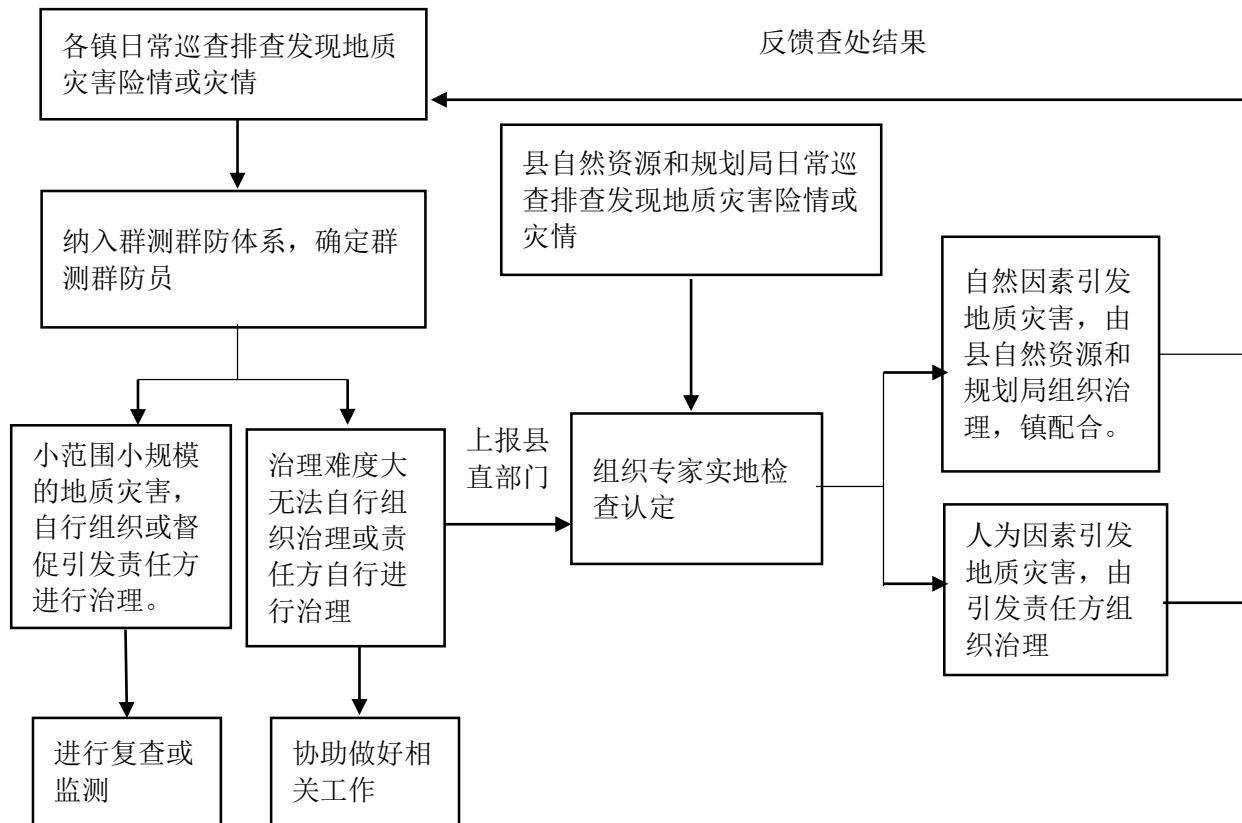 各镇日常巡查排查发现地质
灾害险情或灾情
反馈查处结果
县自然资源和规划局日常巡
查排查发现地质灾害险情或
灾情
纳入群测群防体系，确定群
测群防员
自然因素引发
地质灾害，由
县自然资源和
规划局组织治
理，镇配合。
小范围小规模
的地质灾害，
自行组织或督
促引发责任方
进行治理。
治理难度大
无法自行组
织治理或责
任方自行进
行治理
上报县
直部门
组织专家实地检
查认定
人为因素引发
地质灾害，由
引发责任方组
织治理
进行复查或
监测
协助做好相
关工作